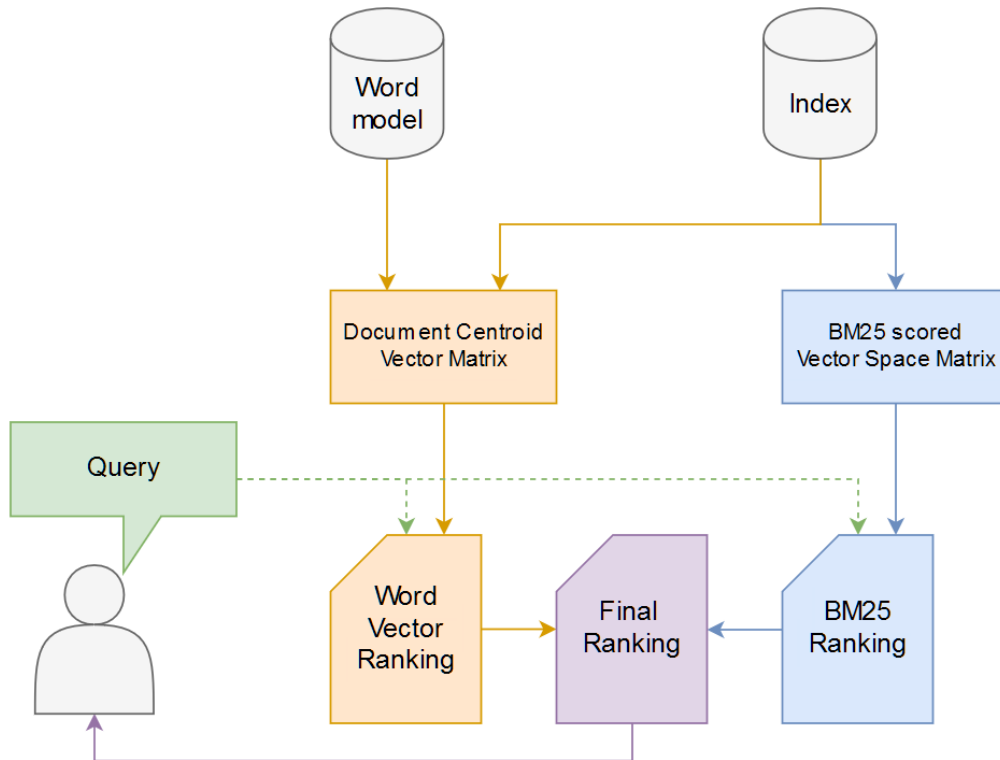 Word
model
Index
Document Centroid
Vector Matrix
BM25 scored
Vector Space Matrix
Query
Word
Vector
Ranking
Final
Ranking
BM25
Ranking